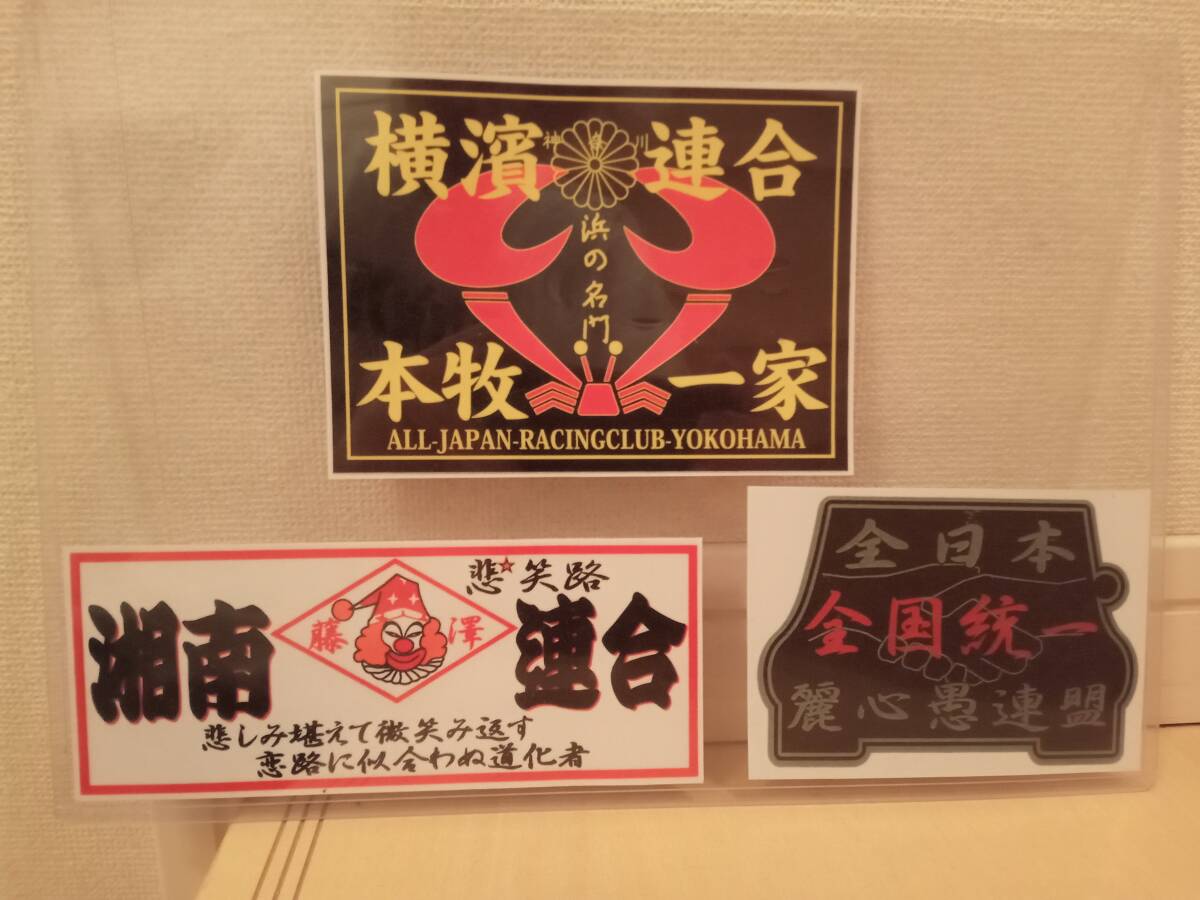 横濱 神奈川 連合
浜の名門
本牧一家
ALL-JAPAN-RACINGCLUB-YOKOHAMA
悲☆笑路
湘南 藤澤 連合
悲しみ堪えて微笑み返す
恋路に似合わぬ道化者
全日本
全国統一
麗心愚連盟